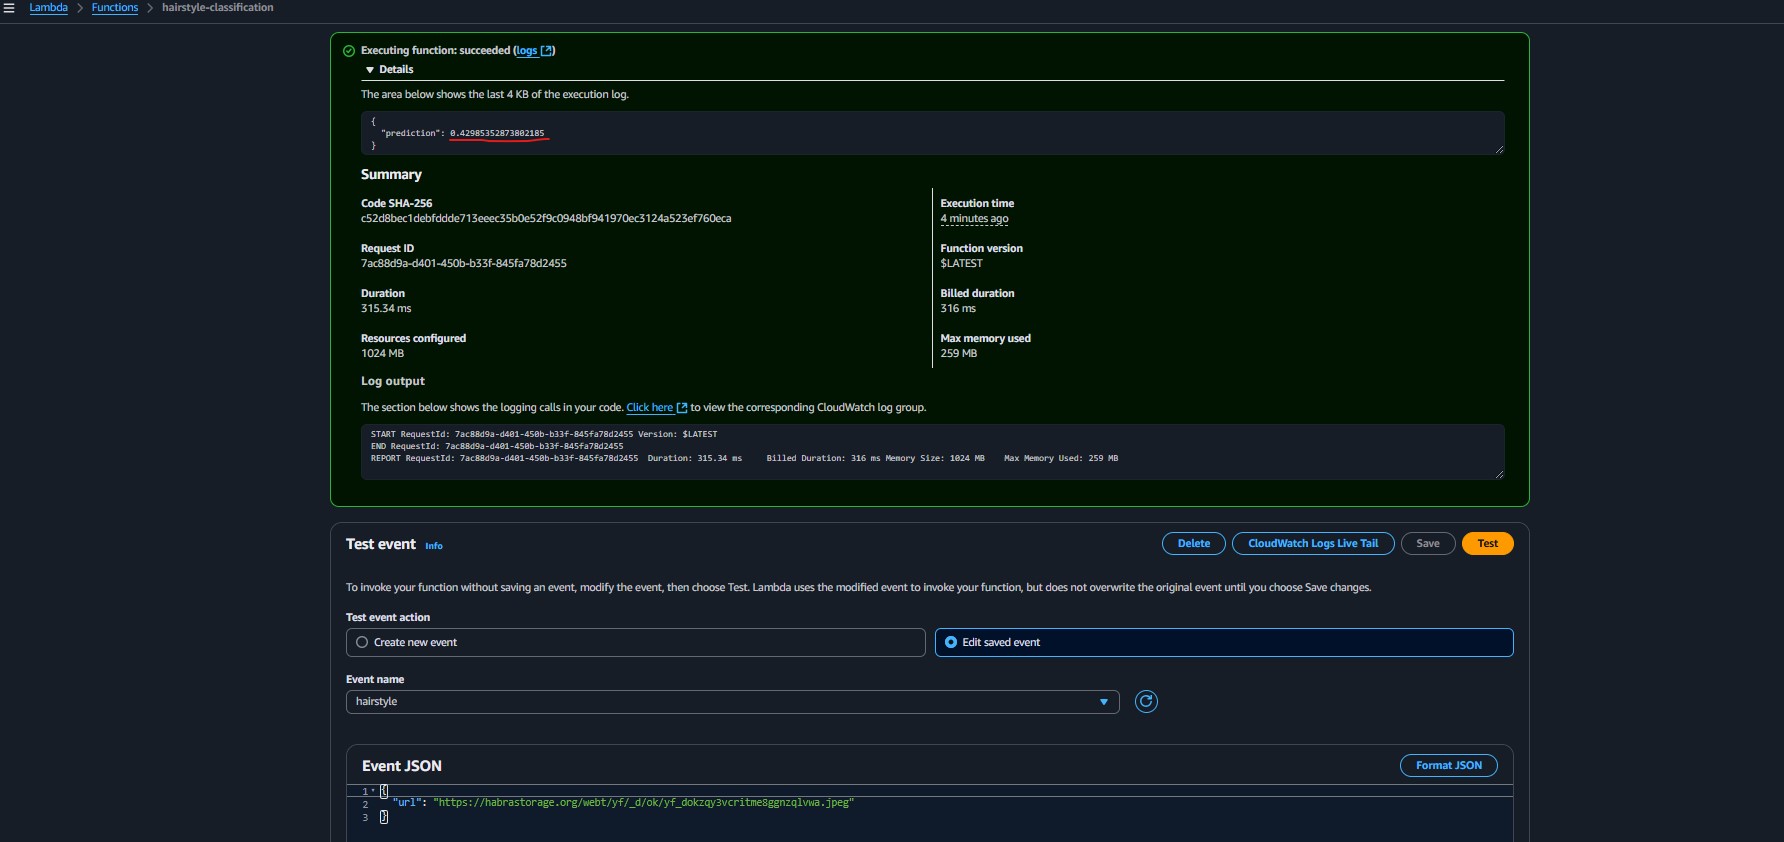 Lambda > Functions > hairstyle-classification
Executing function: succeeded (logs)
Details
The area below shows the last 4 KB of the execution log.
{
"prediction": 0.42985352873802185
}
Summary
Code SHA-256
c52d8bec1debfddde713eeec35b0e52f9c0948bf941970ec3124a523ef760eca
Execution time
4 minutes ago
Request ID
7ac88d9a-d401-450b-b33f-845fa78d2455
Function version
$LATEST
Duration
315.34 ms
Billed duration
316 ms
Resources configured
1024 MB
Max memory used
259 MB
Log output
The section below shows the logging calls in your code. Click here to view the corresponding CloudWatch log group.
START RequestId: 7ac88d9a-d401-450b-b33f-845fa78d2455 Version: $LATEST
END RequestId: 7ac88d9a-d401-450b-b33f-845fa78d2455
REPORT RequestId: 7ac88d9a-d401-450b-b33f-845fa78d2455 Duration: 315.34 ms Billed Duration: 316 ms Memory Size: 1024 MB Max Memory Used: 259 MB
Test event Info Delete CloudWatch Logs Live Tail Save Test
To invoke your function without saving an event, modify the event, then choose Test. Lambda uses the modified event to invoke your function, but does not overwrite the original event until you choose Save changes.
Test event action
Create new event Edit saved event
Event name
hairstyle
Event JSON Format JSON
1 {
2 "url": "https://habrastorage.org/webt/yf/_d/ok/yf_dokzqy3vcritme8ggnzqlvwa.jpeg"
3 }